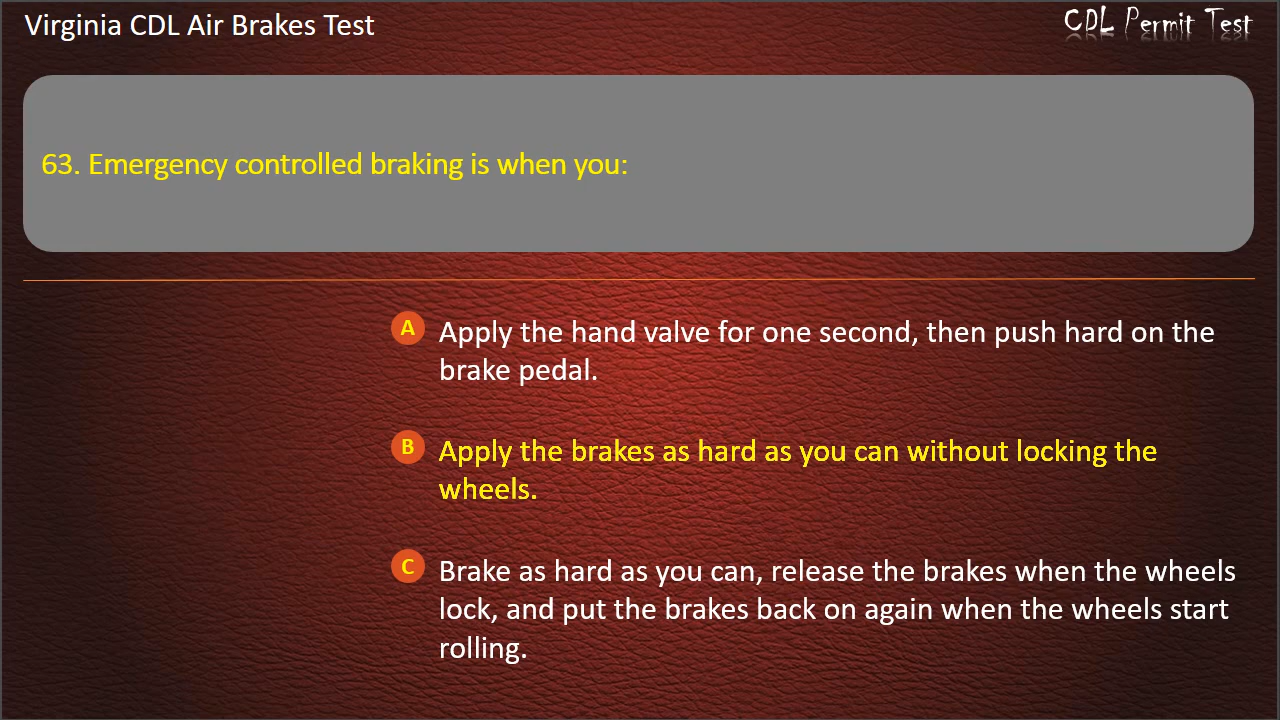 Virginia CDL Air Brakes Test
CDL Permit Test
63. Emergency controlled braking is when you:
A Apply the hand valve for one second, then push hard on the
brake pedal.
B Apply the brakes as hard as you can without locking the
wheels.
C Brake as hard as you can, release the brakes when the wheels
lock, and put the brakes back on again when the wheels start
rolling.